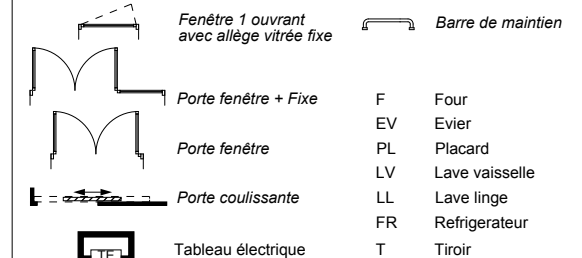 Fenêtre 1 ouvrant
avec allège vitrée fixe
Barre de maintien
Porte fenêtre + Fixe
F Four
EV Evier
Porte fenêtre
PL Placard
LV Lave vaisselle
Porte coulissante
LL Lave linge
FR Refrigerateur
TE Tableau électrique
T Tiroir